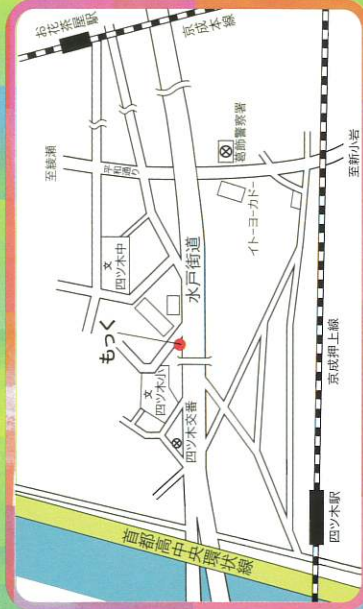 お花茶屋駅
京成本線
至綾瀬
平和通り
葛飾警察署
至新小岩
イトーヨーカドー
文
四ツ木中
水戸街道
もっく
文
四ツ木小
四ツ木交番
京成押上線
四ツ木駅
首都高中央環状線